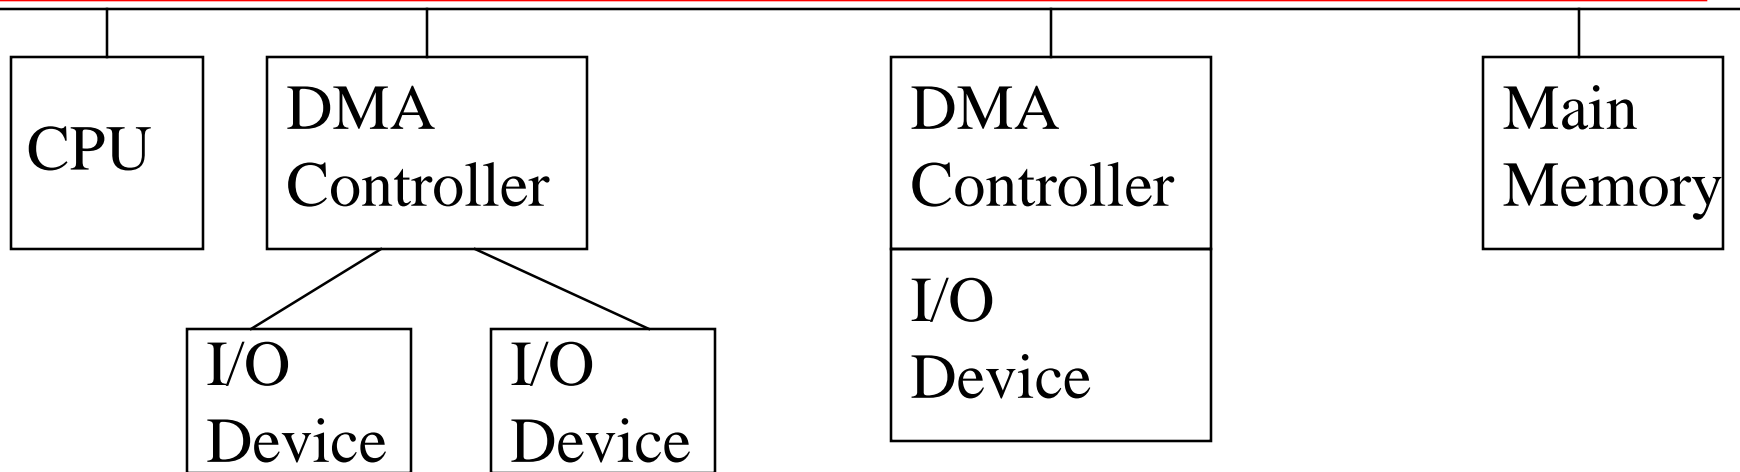 CPU
DMA
Controller
DMA
Controller
Main
Memory
I/O
Device
I/O
Device
I/O
Device